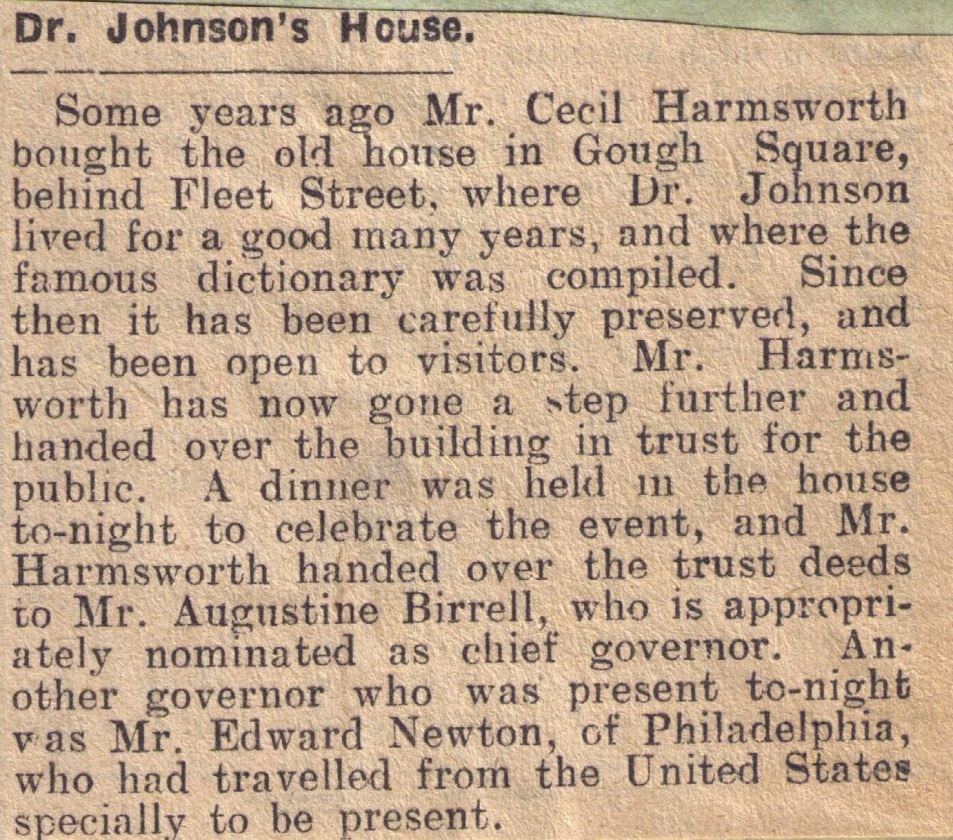 Dr. Johnson's House.
Some years ago Mr. Cecil Harmsworth
bought the old house in Gough Square,
behind Fleet Street, where Dr. Johnson
lived for a good many years, and where the
famous dictionary was compiled. Since
then it has been carefully preserved, and
has been open to visitors. Mr. Harms-
worth has now gone a step further and
handed over the building in trust for the
public. A dinner was held in the house
to-night to celebrate the event, and Mr.
Harmsworth handed over the trust deeds
to Mr. Augustine Birrell, who is appropri-
ately nominated as chief governor. An-
other governor who was present to-night
was Mr. Edward Newton, of Philadelphia,
who had travelled from the United States
specially to be present.